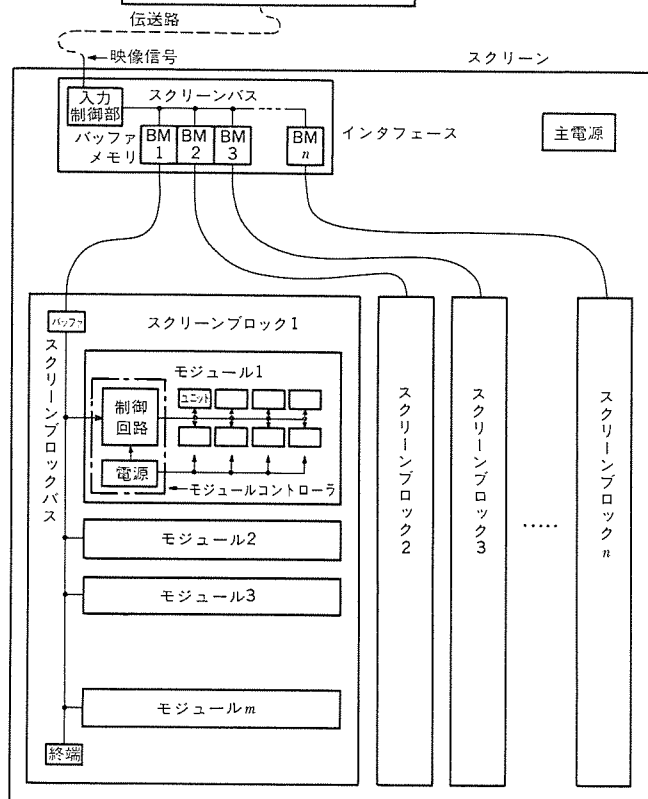 伝送路
映像信号
スクリーン
入力
制御部
スクリーンバス
バッファ
メモリ
BM
1
BM
2
BM
3
BM
n
インタフェース
主電源
バッファ
スクリーンブロック1
スクリーンブロックバス
モジュール1
制御
回路
ユニット
電源
モジュールコントローラ
モジュール2
モジュール3
モジュールm
終端
スクリーンブロック2
スクリーンブロック3
.....
スクリーンブロックn